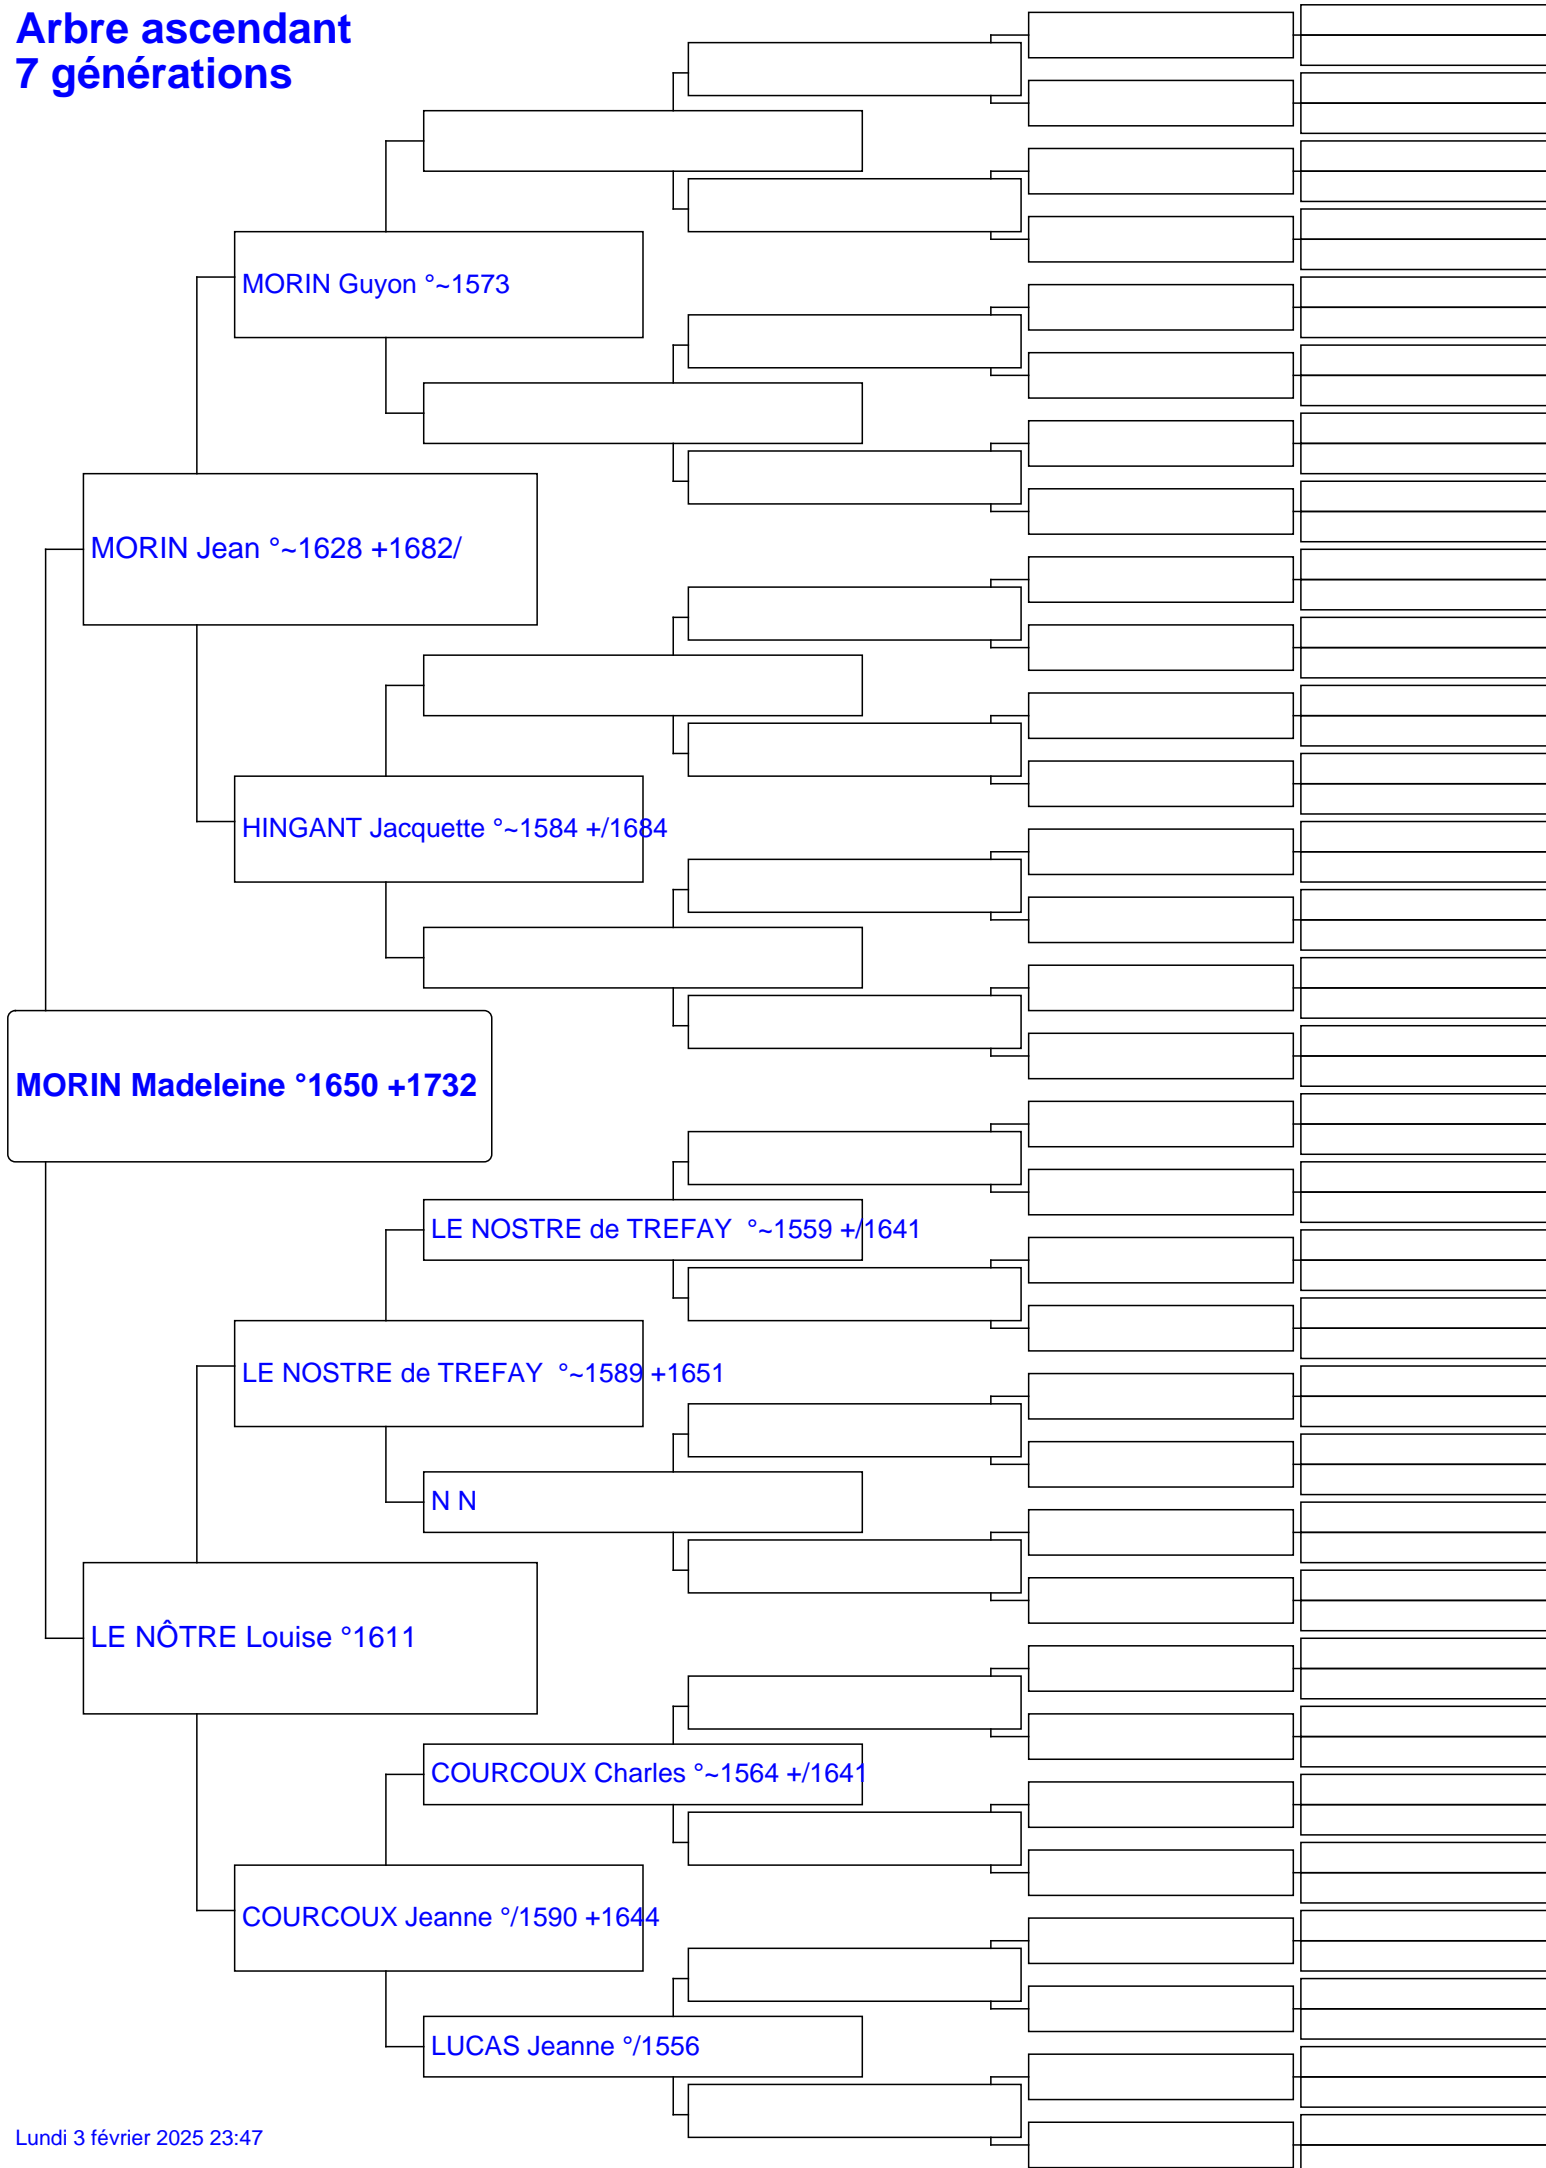 Arbre ascendant
7 générations
MORIN Guyon °~1573
MORIN Jean °~1628 +1682/
HINGANT Jacquette °~1584 +/1684
MORIN Madeleine °1650 +1732
LE NOSTRE de TREFAY  °~1559 +/1641
LE NOSTRE de TREFAY  °~1589 +1651
N N
LE NÔTRE Louise °1611
COURCOUX Charles °~1564 +/1641
COURCOUX Jeanne °/1590 +1644
LUCAS Jeanne °/1556
Lundi 3 février 2025 23:47